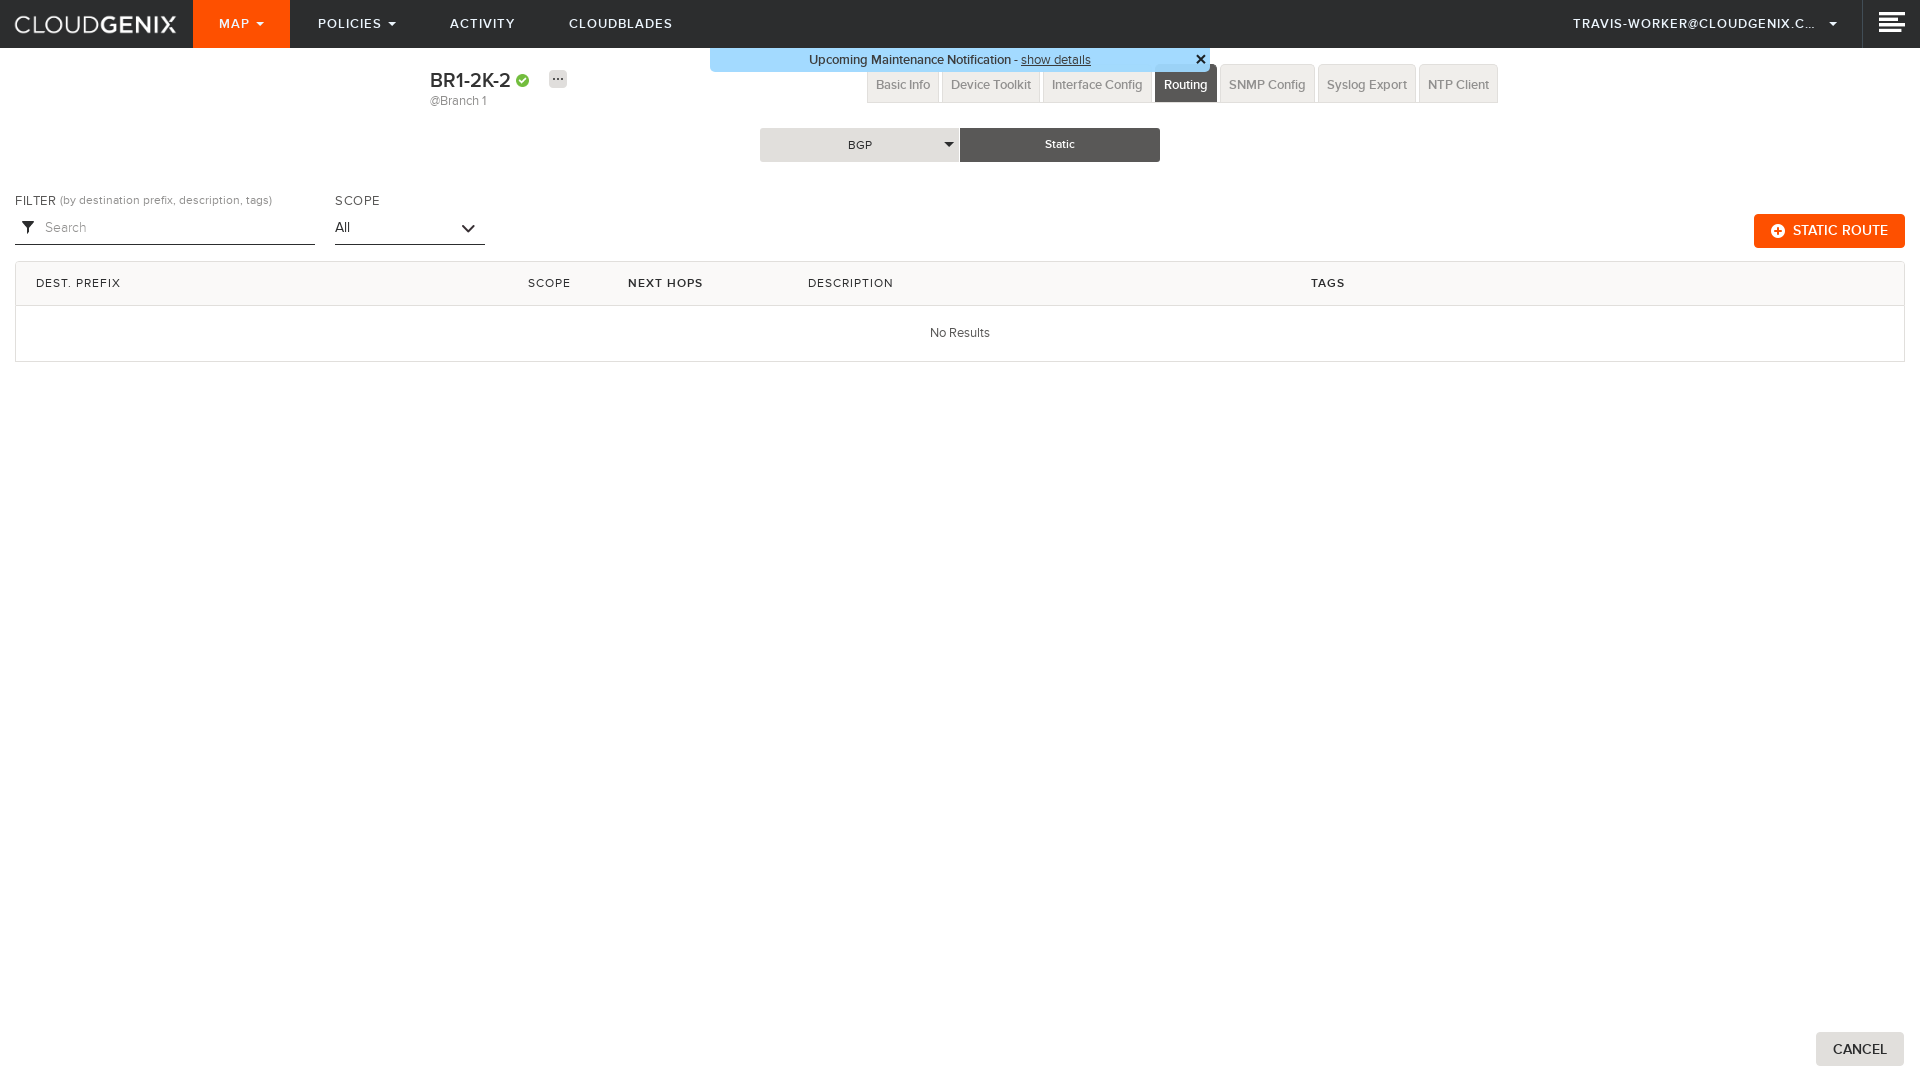 CLOUDGENIX
MAP
POLICIES
ACTIVITY
CLOUDBLADES
TRAVIS-WORKER@CLOUDGENIX.C...
Upcoming Maintenance Notification - show details
BR1-2K-2
@Branch 1
Basic Info
Device Toolkit
Interface Config
Routing
SNMP Config
Syslog Export
NTP Client
BGP
Static
FILTER (by destination prefix, description, tags)
SCOPE
Search
All
STATIC ROUTE
DEST. PREFIX
SCOPE
NEXT HOPS
DESCRIPTION
TAGS
No Results
CANCEL